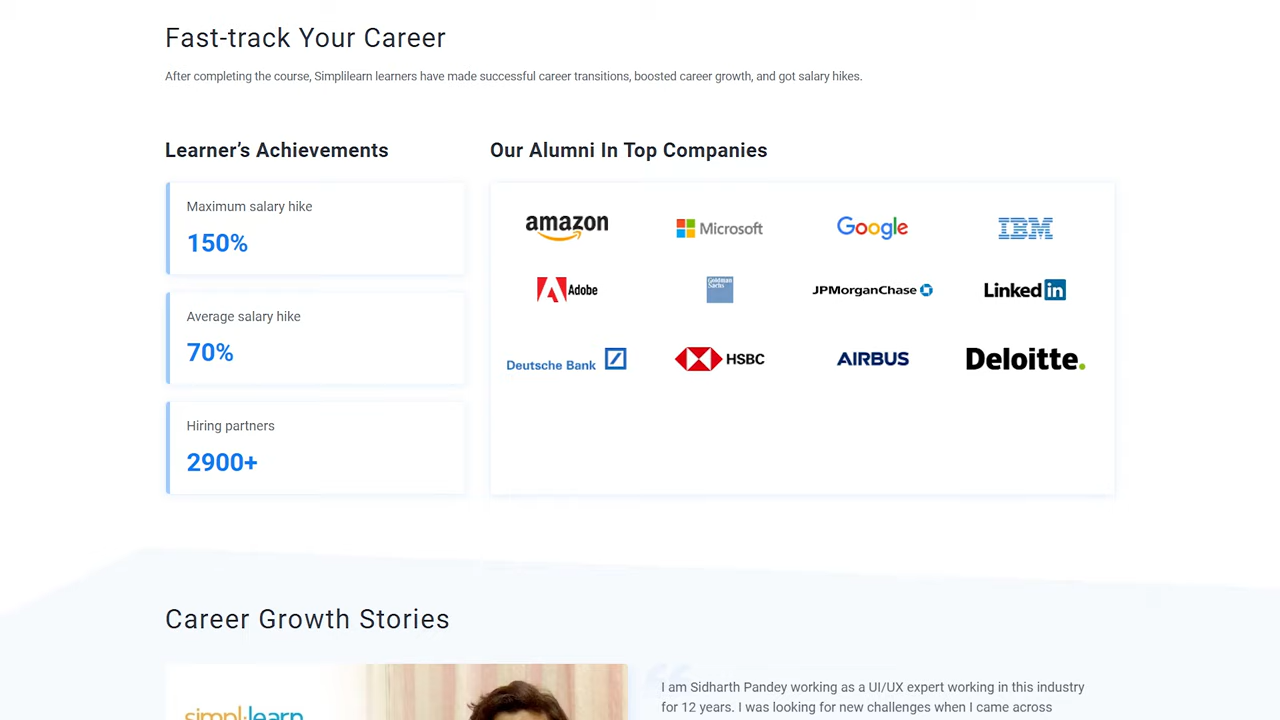 Fast-track Your Career
After completing the course, Simplilearn learners have made successful career transitions, boosted career growth, and got salary hikes.
Learner’s Achievements
Our Alumni In Top Companies
Maximum salary hike
150%
Average salary hike
70%
Hiring partners
2900+
amazon
Microsoft
Google
IBM
Adobe
Goldman
Sachs
JPMorganChase
Linked in
Deutsche Bank
HSBC
AIRBUS
Deloitte.
Career Growth Stories
simplilearn
“
I am Sidharth Pandey working as a UI/UX expert working in this industry
for 12 years. I was looking for new challenges when I came across